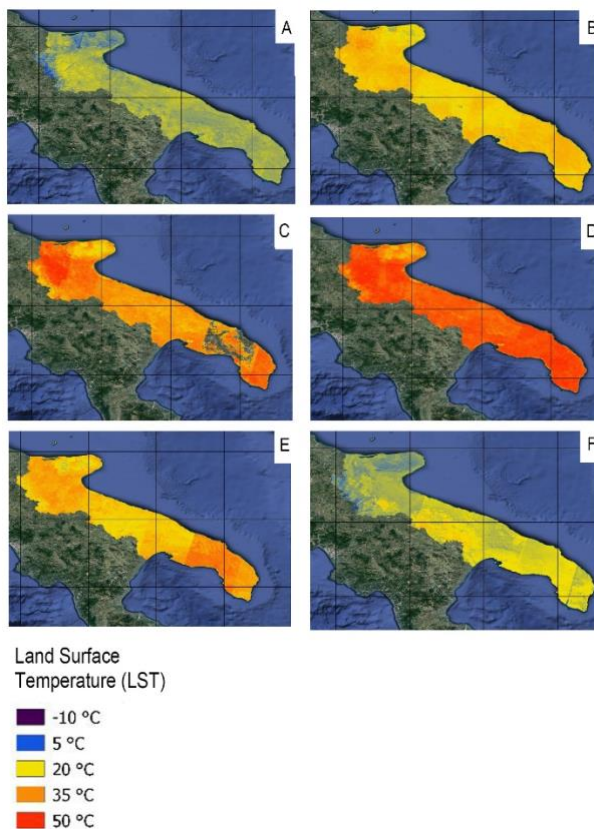 A
B
C
D
E
F
Land Surface
Temperature (LST)
-10 °C
5 °C
20 °C
35 °C
50 °C